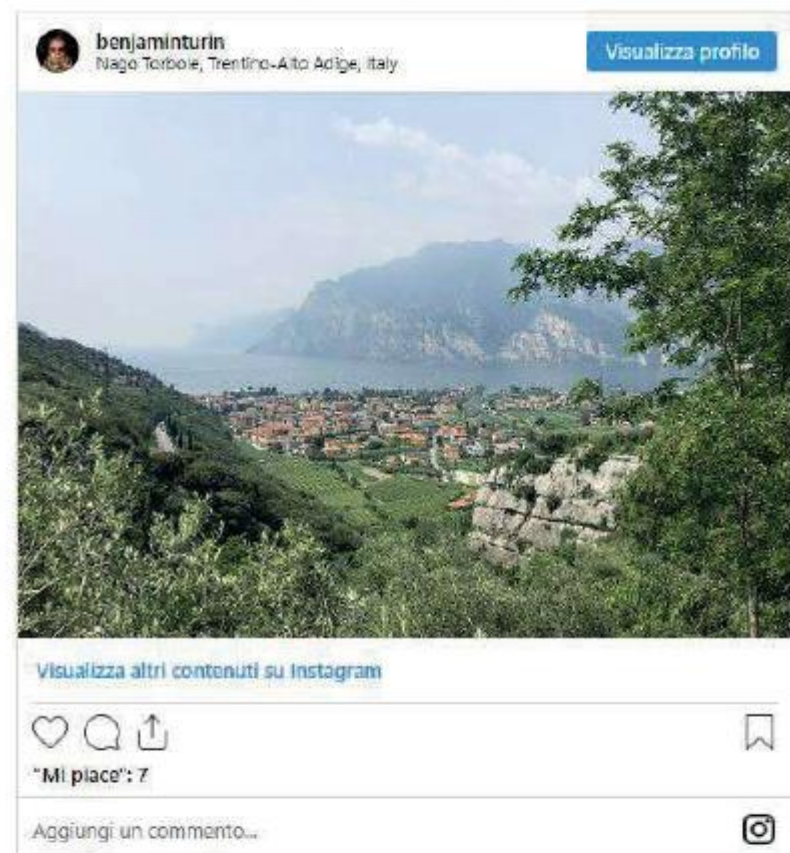 benjaminturin
Nago Torbole, Trentino-Alto Adige, Italy
Visualizza profilo
Visualizza altri contenuti su Instagram
"Mi piace": 7
Aggiungi un commento...